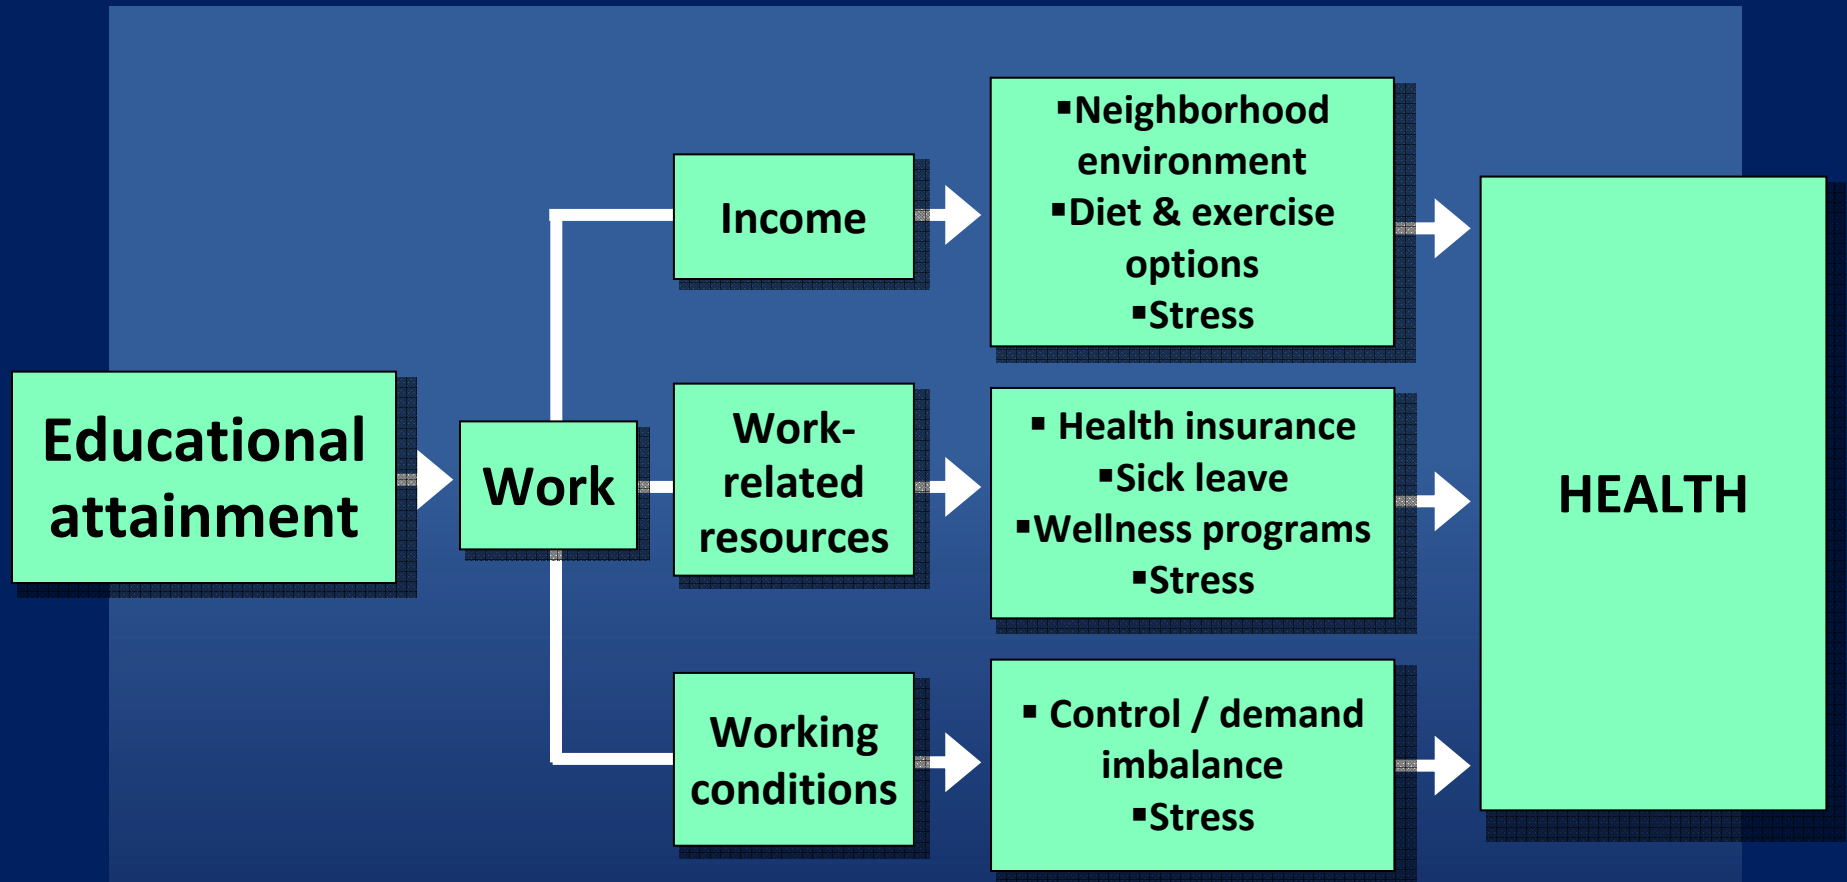 Educational
attainment
Work
Income
▪Neighborhood
environment
▪Diet & exercise
options
▪Stress
Work-
related
resources
▪ Health insurance
▪Sick leave
▪Wellness programs
▪Stress
Working
conditions
▪ Control / demand
imbalance
▪Stress
HEALTH